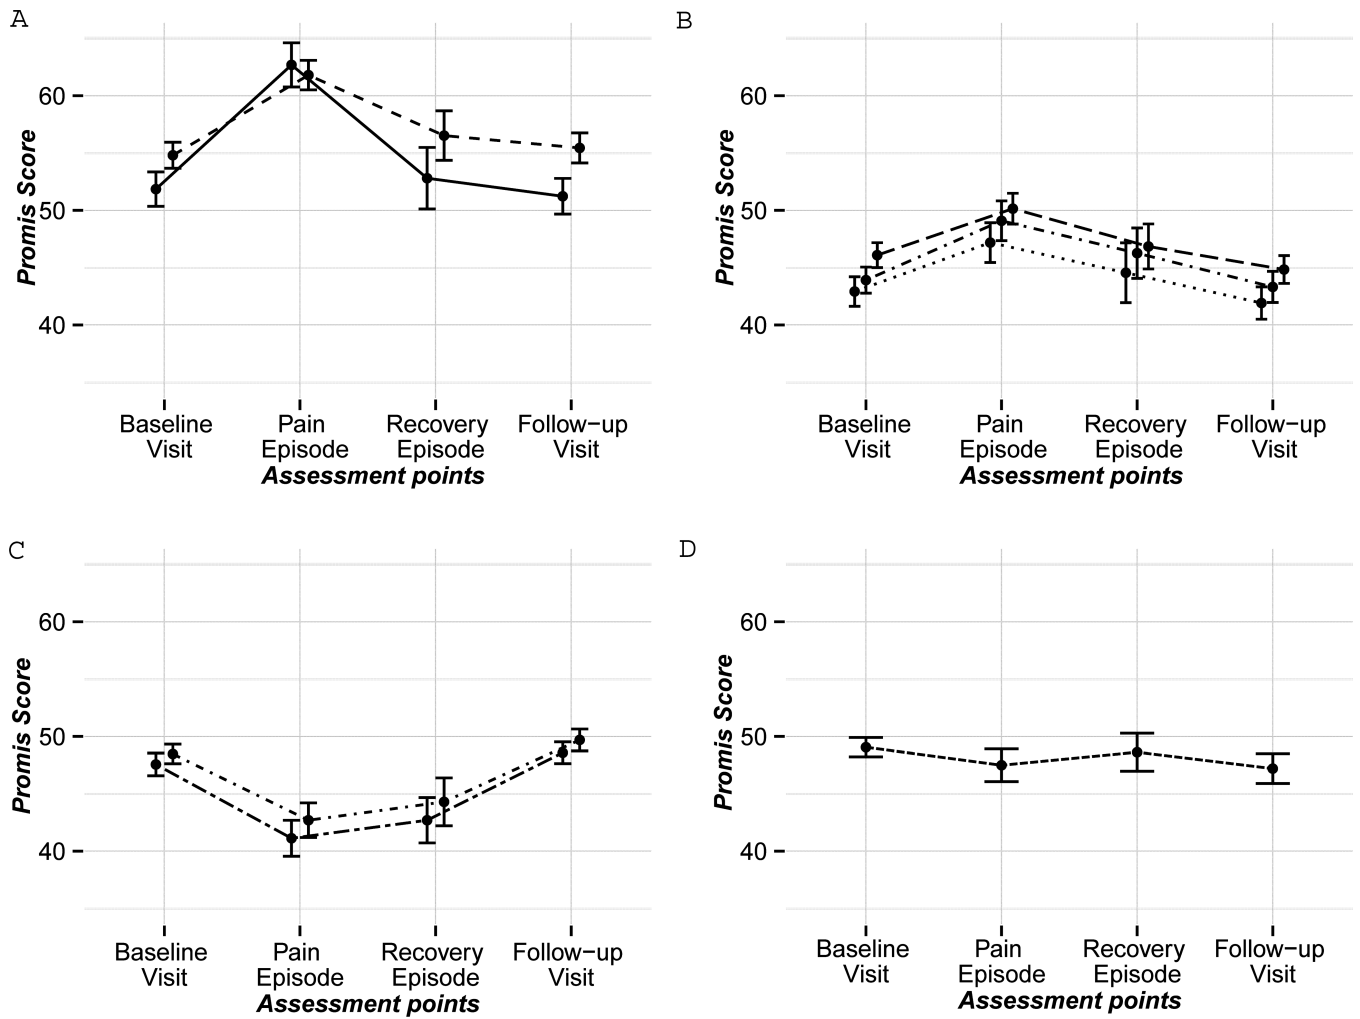 A
Promis Score
60
50
40
Baseline Visit
Pain Episode
Recovery Episode
Follow−up Visit
Assessment points
B
Promis Score
60
50
40
Baseline Visit
Pain Episode
Recovery Episode
Follow−up Visit
Assessment points
C
Promis Score
60
50
40
Baseline Visit
Pain Episode
Recovery Episode
Follow−up Visit
Assessment points
D
Promis Score
60
50
40
Baseline Visit
Pain Episode
Recovery Episode
Follow−up Visit
Assessment points